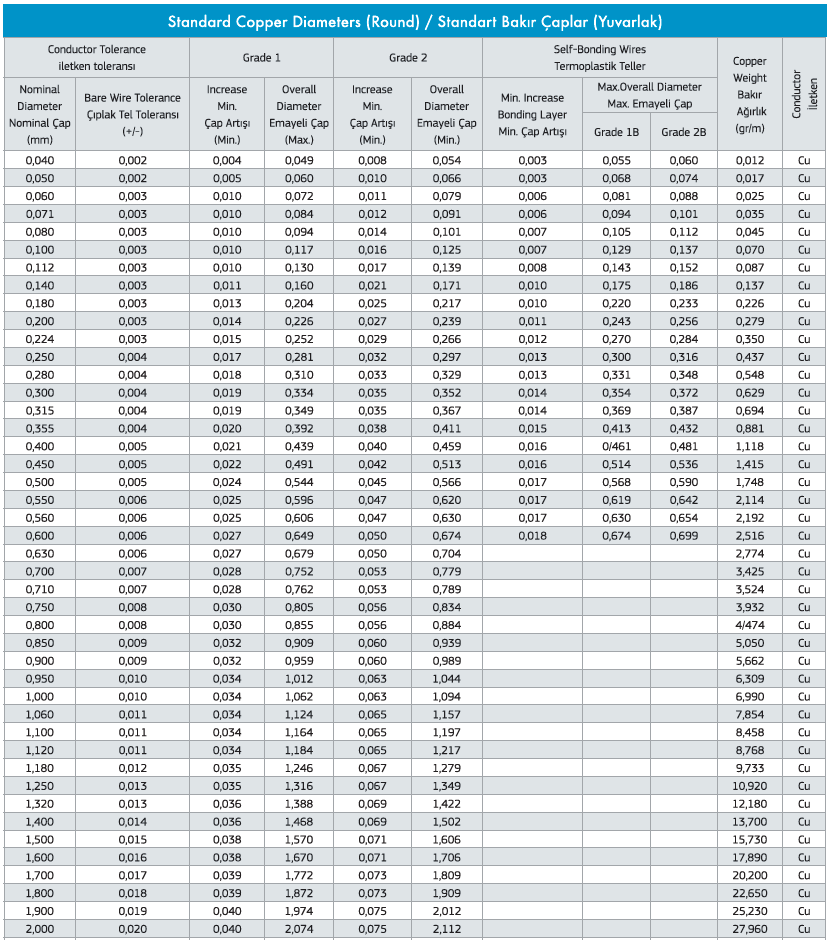 Standard Copper Diameters (Round) / Standart Bakır Çaplar (Yuvarlak)
Conductor Tolerance
iletken toleransı
Grade 1
Grade 2
Self-Bonding Wires
Termoplastik Teller
Copper
Weight
Bakır
Ağırlık
(gr/m)
Conductor
İletken
Nominal
Diameter
Nominal Çap
(mm)
Bare Wire Tolerance
Çıplak Tel Toleransı
(+/-)
Increase
Min.
Çap Artışı
(Min.)
Overall
Diameter
Emayeli Çap
(Max.)
Increase
Min.
Çap Artışı
(Min.)
Overall
Diameter
Emayeli Çap
(Min.)
Min. Increase
Bonding Layer
Min. Çap Artışı
Max.Overall Diameter
Max. Emayeli Çap
Grade 1B
Grade 2B
0,040 0,002 0,004 0,049 0,008 0,054 0,003 0,055 0,060 0,012 Cu
0,050 0,002 0,005 0,060 0,010 0,066 0,003 0,068 0,074 0,017 Cu
0,060 0,003 0,010 0,072 0,011 0,079 0,006 0,081 0,088 0,025 Cu
0,071 0,003 0,010 0,084 0,012 0,091 0,006 0,094 0,101 0,035 Cu
0,080 0,003 0,010 0,094 0,014 0,101 0,007 0,105 0,112 0,045 Cu
0,100 0,003 0,010 0,117 0,016 0,125 0,007 0,129 0,137 0,070 Cu
0,112 0,003 0,010 0,130 0,017 0,139 0,008 0,143 0,152 0,087 Cu
0,140 0,003 0,011 0,160 0,021 0,171 0,010 0,175 0,186 0,137 Cu
0,180 0,003 0,013 0,204 0,025 0,217 0,010 0,220 0,233 0,226 Cu
0,200 0,003 0,014 0,226 0,027 0,239 0,011 0,243 0,256 0,279 Cu
0,224 0,003 0,015 0,252 0,029 0,266 0,012 0,270 0,284 0,350 Cu
0,250 0,004 0,017 0,281 0,032 0,297 0,013 0,300 0,316 0,437 Cu
0,280 0,004 0,018 0,310 0,033 0,329 0,013 0,331 0,348 0,548 Cu
0,300 0,004 0,019 0,334 0,035 0,352 0,014 0,354 0,372 0,629 Cu
0,315 0,004 0,019 0,349 0,035 0,367 0,014 0,369 0,387 0,694 Cu
0,355 0,004 0,020 0,392 0,038 0,411 0,015 0,413 0,432 0,881 Cu
0,400 0,005 0,021 0,439 0,040 0,459 0,016 0/461 0,481 1,118 Cu
0,450 0,005 0,022 0,491 0,042 0,513 0,016 0,514 0,536 1,415 Cu
0,500 0,005 0,024 0,544 0,045 0,566 0,017 0,568 0,590 1,748 Cu
0,550 0,006 0,025 0,596 0,047 0,620 0,017 0,619 0,642 2,114 Cu
0,560 0,006 0,025 0,606 0,047 0,630 0,017 0,630 0,654 2,192 Cu
0,600 0,006 0,027 0,649 0,050 0,674 0,018 0,674 0,699 2,516 Cu
0,630 0,006 0,027 0,679 0,050 0,704 2,774 Cu
0,700 0,007 0,028 0,752 0,053 0,779 3,425 Cu
0,710 0,007 0,028 0,762 0,053 0,789 3,524 Cu
0,750 0,008 0,030 0,805 0,056 0,834 3,932 Cu
0,800 0,008 0,030 0,855 0,056 0,884 4/474 Cu
0,850 0,009 0,032 0,909 0,060 0,939 5,050 Cu
0,900 0,009 0,032 0,959 0,060 0,989 5,662 Cu
0,950 0,010 0,034 1,012 0,063 1,044 6,309 Cu
1,000 0,010 0,034 1,062 0,063 1,094 6,990 Cu
1,060 0,011 0,034 1,124 0,065 1,157 7,854 Cu
1,100 0,011 0,034 1,164 0,065 1,197 8,458 Cu
1,120 0,011 0,034 1,184 0,065 1,217 8,768 Cu
1,180 0,012 0,035 1,246 0,067 1,279 9,733 Cu
1,250 0,013 0,035 1,316 0,067 1,349 10,920 Cu
1,320 0,013 0,036 1,388 0,069 1,422 12,180 Cu
1,400 0,014 0,036 1,468 0,069 1,502 13,700 Cu
1,500 0,015 0,038 1,570 0,071 1,606 15,730 Cu
1,600 0,016 0,038 1,670 0,071 1,706 17,890 Cu
1,700 0,017 0,039 1,772 0,073 1,809 20,200 Cu
1,800 0,018 0,039 1,872 0,073 1,909 22,650 Cu
1,900 0,019 0,040 1,974 0,075 2,012 25,230 Cu
2,000 0,020 0,040 2,074 0,075 2,112 27,960 Cu